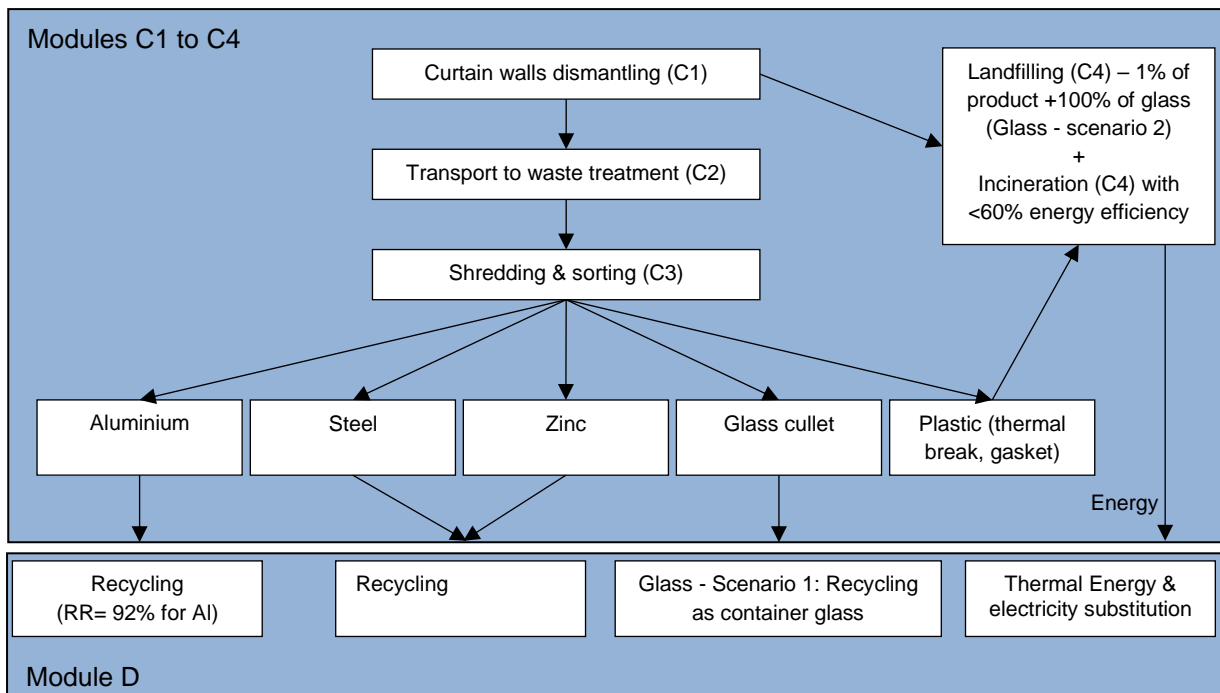 Modules C1 to C4
Curtain walls dismantling (C1)
Landfilling (C4) – 1% of
product +100% of glass
(Glass - scenario 2)
+
Incineration (C4) with
<60% energy efficiency
Transport to waste treatment (C2)
Shredding & sorting (C3)
Aluminium
Steel
Zinc
Glass cullet
Plastic (thermal
break, gasket)
Energy
Recycling
(RR= 92% for Al)
Recycling
Glass - Scenario 1: Recycling
as container glass
Thermal Energy &
electricity substitution
Module D